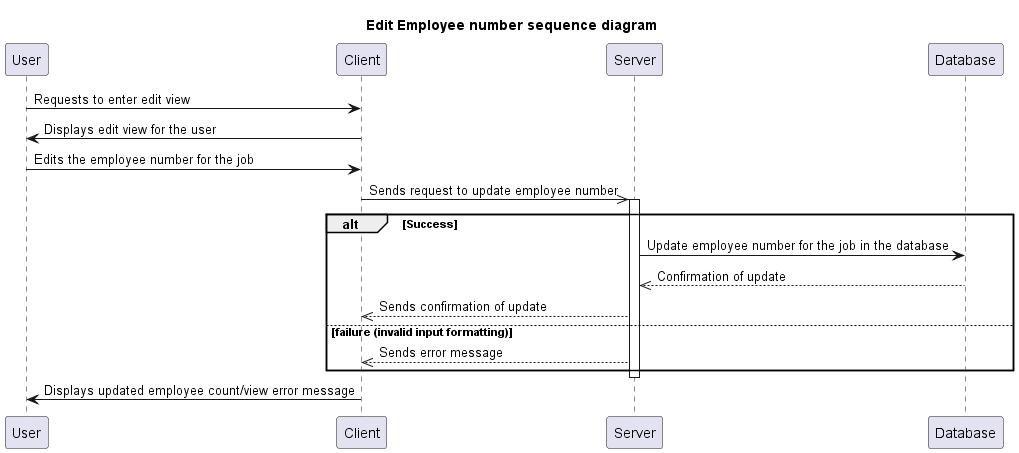 Edit Employee number sequence diagram
User
Client
Server
Database
Requests to enter edit view
Displays edit view for the user
Edits the employee number for the job
Sends request to update employee number
alt
[Success]
Update employee number for the job in the database
Confirmation of update
Sends confirmation of update
[failure (invalid input formatting)]
Sends error message
Displays updated employee count/view error message
User
Client
Server
Database